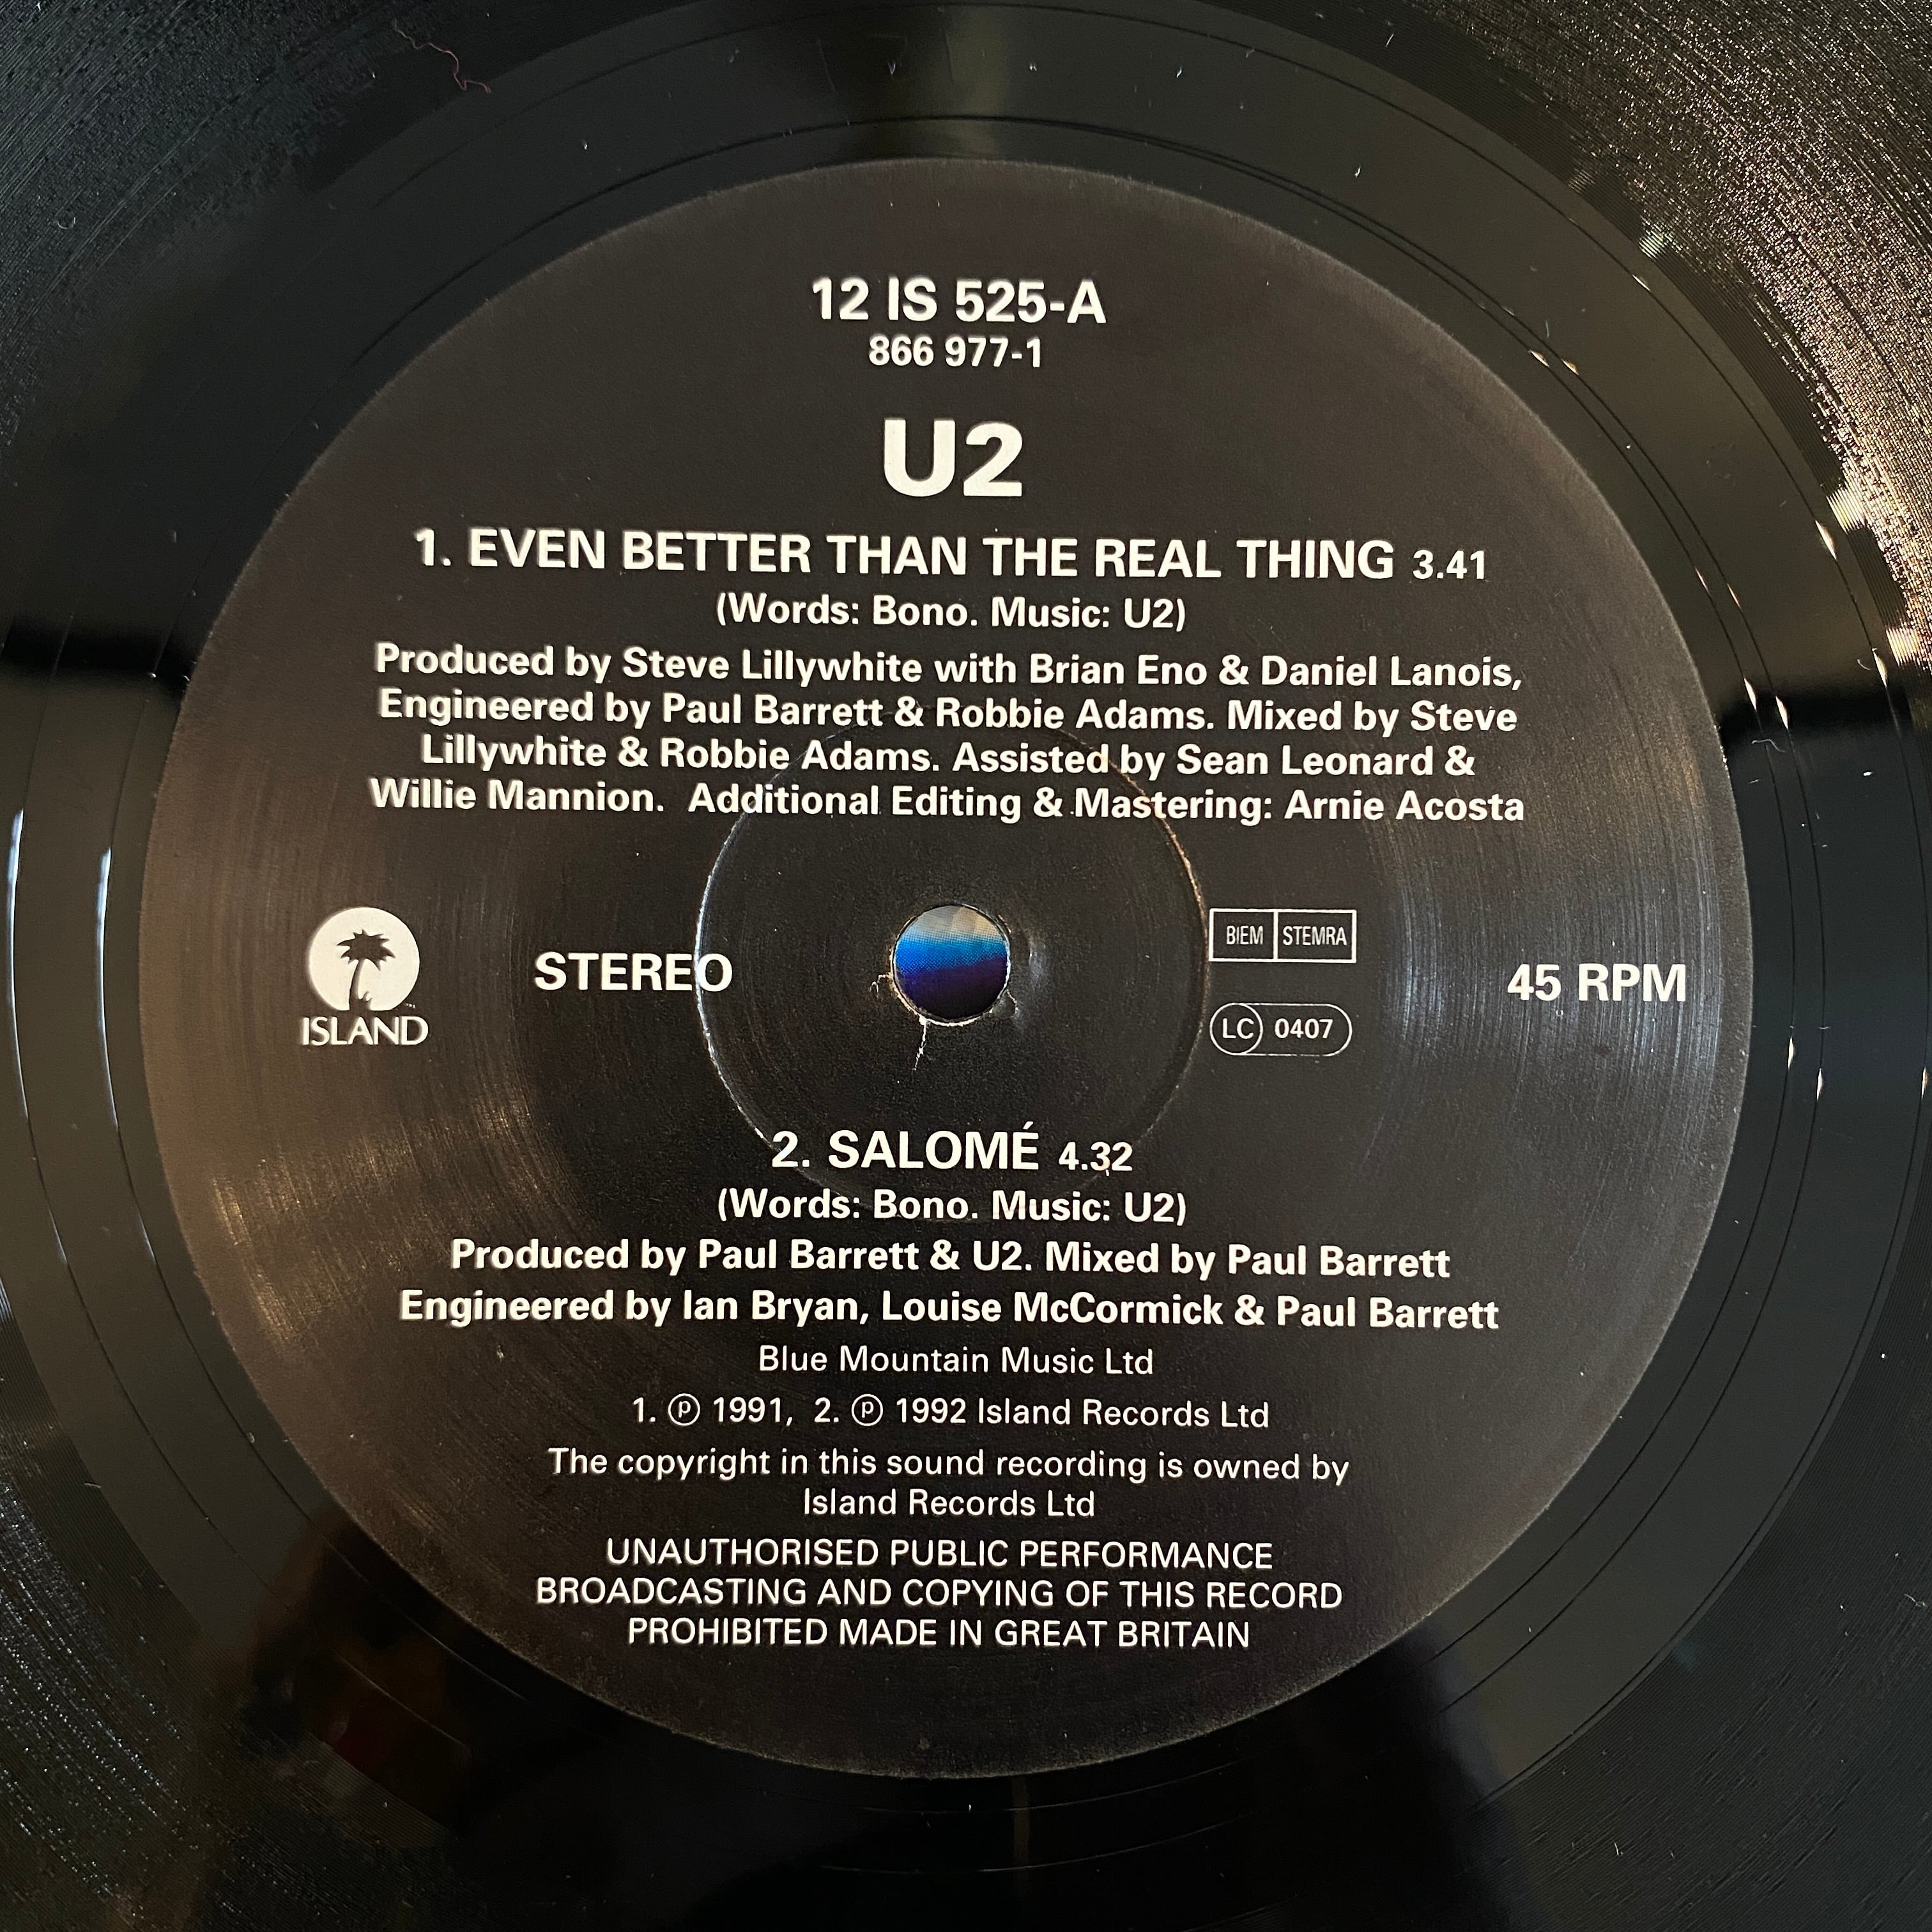 12 IS 525-A
866 977-1
U2
1. EVEN BETTER THAN THE REAL THING 3.41
(Words: Bono. Music: U2)
Produced by Steve Lillywhite with Brian Eno & Daniel Lanois,
Engineered by Paul Barrett & Robbie Adams. Mixed by Steve
Lillywhite & Robbie Adams. Assisted by Sean Leonard &
Willie Mannion. Additional Editing & Mastering: Arnie Acosta
ISLAND
STEREO
BIEM STEMRA
LC 0407
45 RPM
2. SALOMÉ 4.32
(Words: Bono. Music: U2)
Produced by Paul Barrett & U2. Mixed by Paul Barrett
Engineered by Ian Bryan, Louise McCormick & Paul Barrett
Blue Mountain Music Ltd
1. ℗ 1991, 2. ℗ 1992 Island Records Ltd
The copyright in this sound recording is owned by
Island Records Ltd
UNAUTHORISED PUBLIC PERFORMANCE
BROADCASTING AND COPYING OF THIS RECORD
PROHIBITED MADE IN GREAT BRITAIN